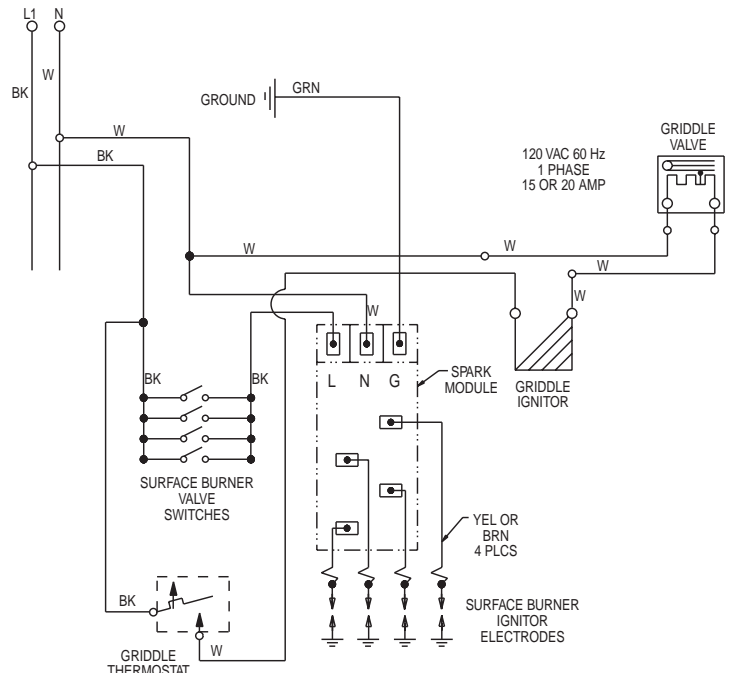 L1 N
W
BK
W
BK
GROUND
GRN
120 VAC 60 Hz
1 PHASE
15 OR 20 AMP
GRIDDLE
VALVE
W
W
W
W
W
BK
BK
L N G
SPARK
MODULE
GRIDDLE
IGNITOR
SURFACE BURNER
VALVE
SWITCHES
YEL OR
BRN
4 PLCS
SURFACE BURNER
IGNITOR
ELECTRODES
BK
W
GRIDDLE
THERMOSTAT